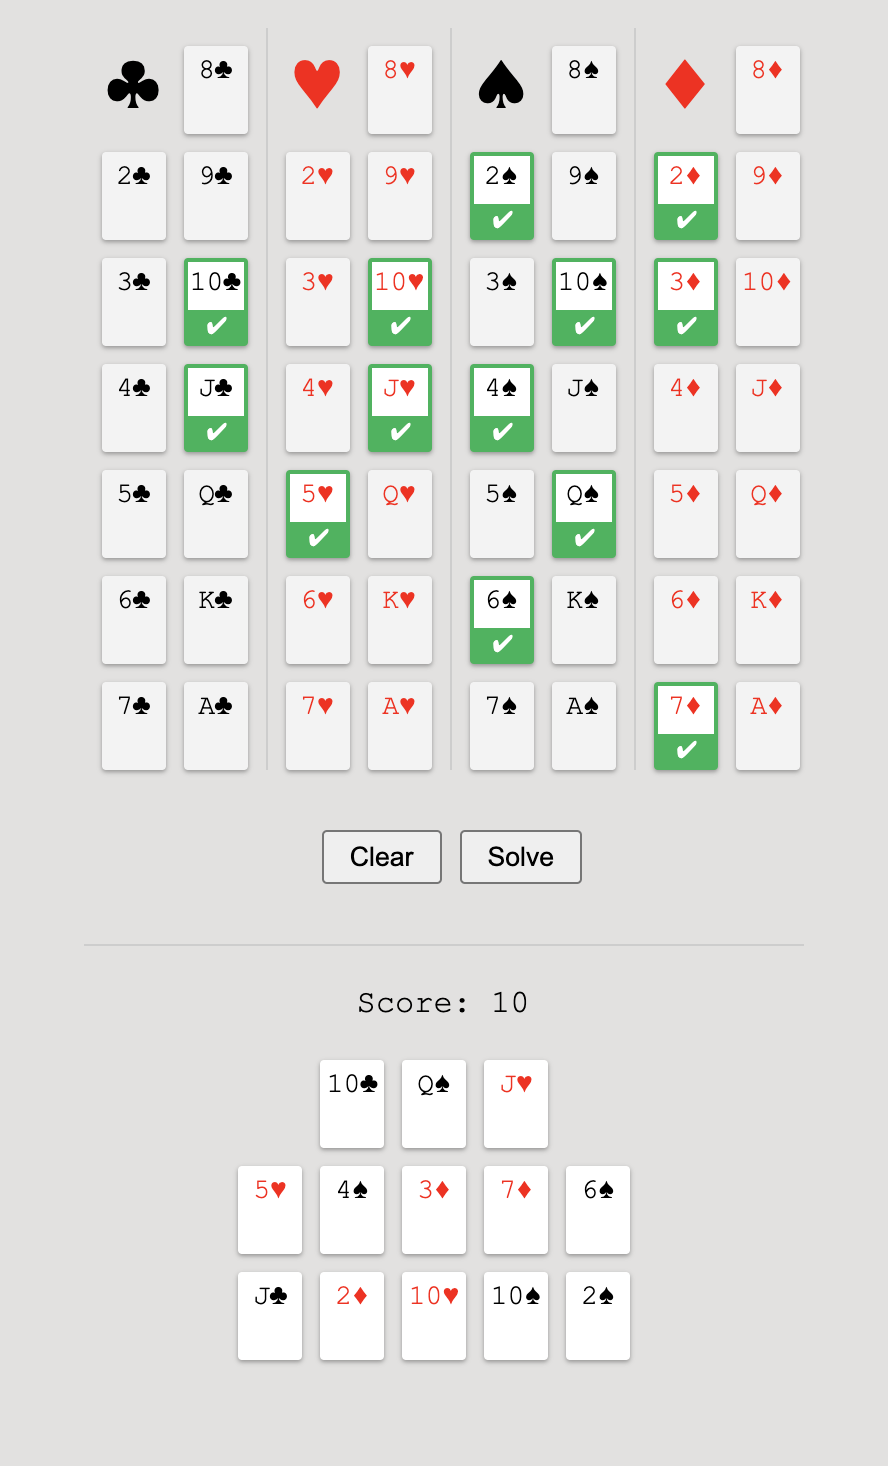 ♣ 8♣ ♥ 8♥ ♠ 8♠ ♦ 8♦
2♣ 9♣ 2♥ 9♥ 2♠ 9♠ 2♦ 9♦
✔ ✔
3♣ 10♣ 3♥ 10♥ 3♠ 10♠ 3♦ 10♦
✔ ✔ ✔ ✔
4♣ J♣ 4♥ J♥ 4♠ J♠ 4♦ J♦
✔ ✔ ✔
5♣ Q♣ 5♥ Q♥ 5♠ Q♠ 5♦ Q♦
✔ ✔
6♣ K♣ 6♥ K♥ 6♠ K♠ 6♦ K♦
✔
7♣ A♣ 7♥ A♥ 7♠ A♠ 7♦ A♦
✔
Clear Solve
Score: 10
10♣ Q♠ J♥
5♥ 4♠ 3♦ 7♦ 6♠
J♣ 2♦ 10♥ 10♠ 2♠